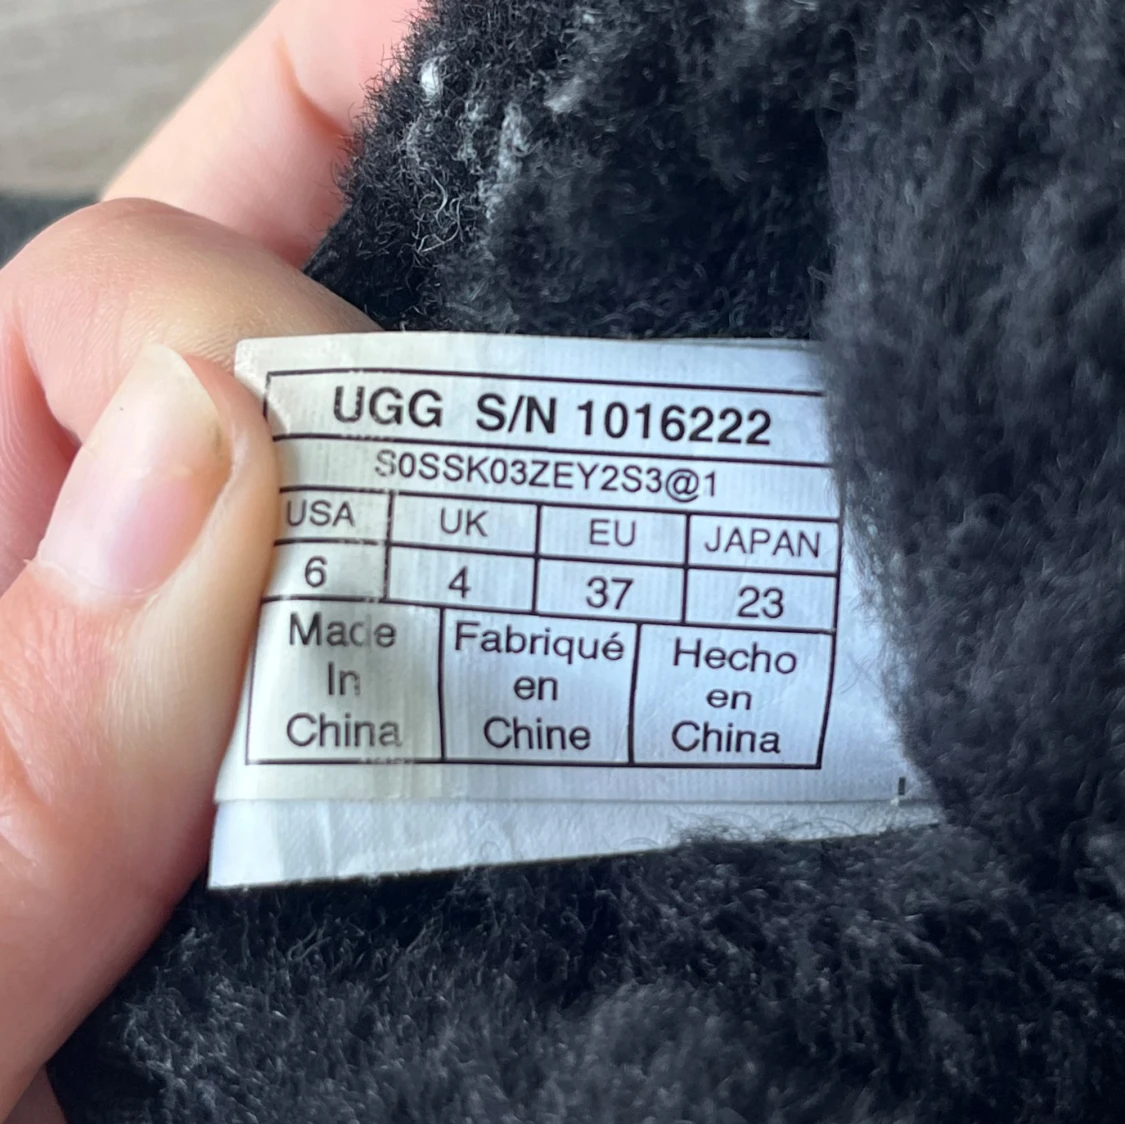 UGG S/N 1016222
S0SSK03ZEY2S3@1
USA UK EU JAPAN
6 4 37 23
Made Fabriqué Hecho
In en en
China Chine China